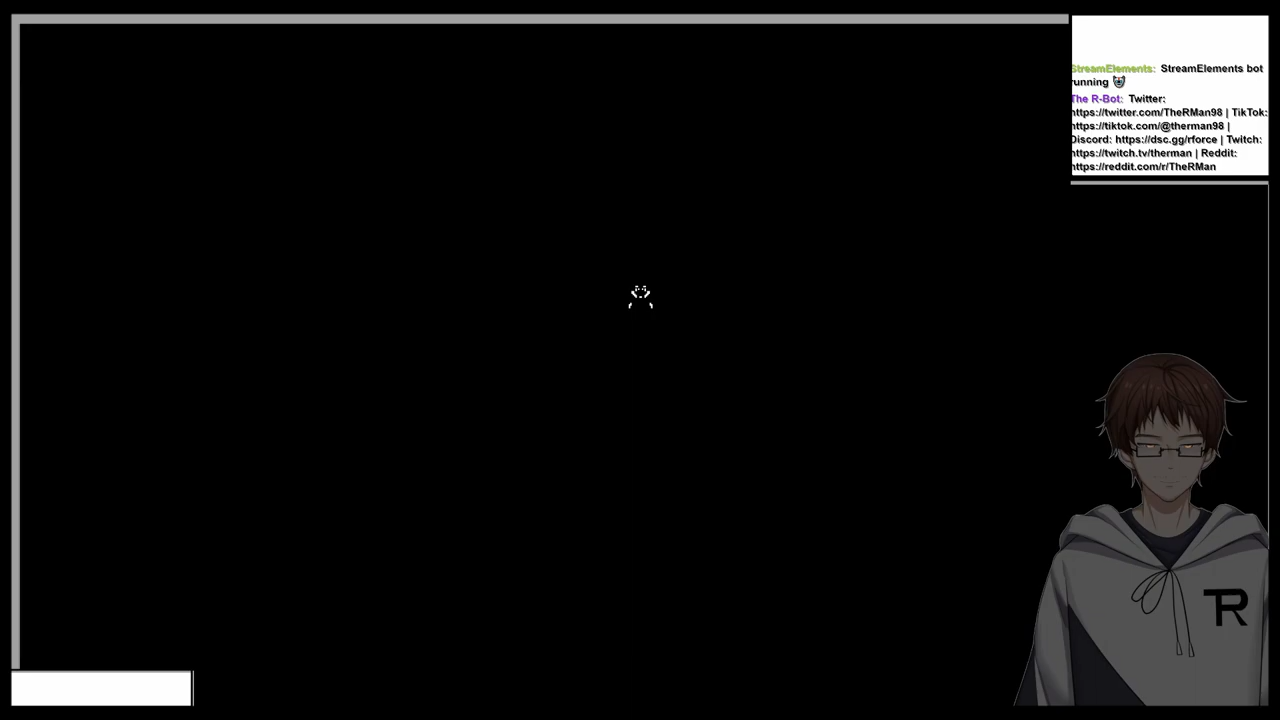 StreamElements: StreamElements bot
running
The R-Bot: Twitter:
https://twitter.com/TheRMan98 | TikTok:
https://tiktok.com/@therman98 |
Discord: https://dsc.gg/rforce | Twitch:
https://twitch.tv/therman | Reddit:
https://reddit.com/r/TheRMan
TR